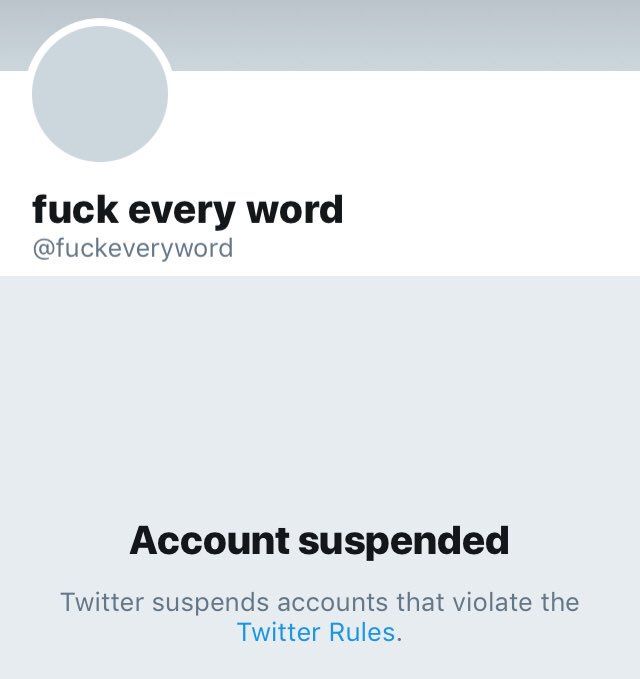 fuck every word
@fuckeveryword
Account suspended
Twitter suspends accounts that violate the
Twitter Rules.